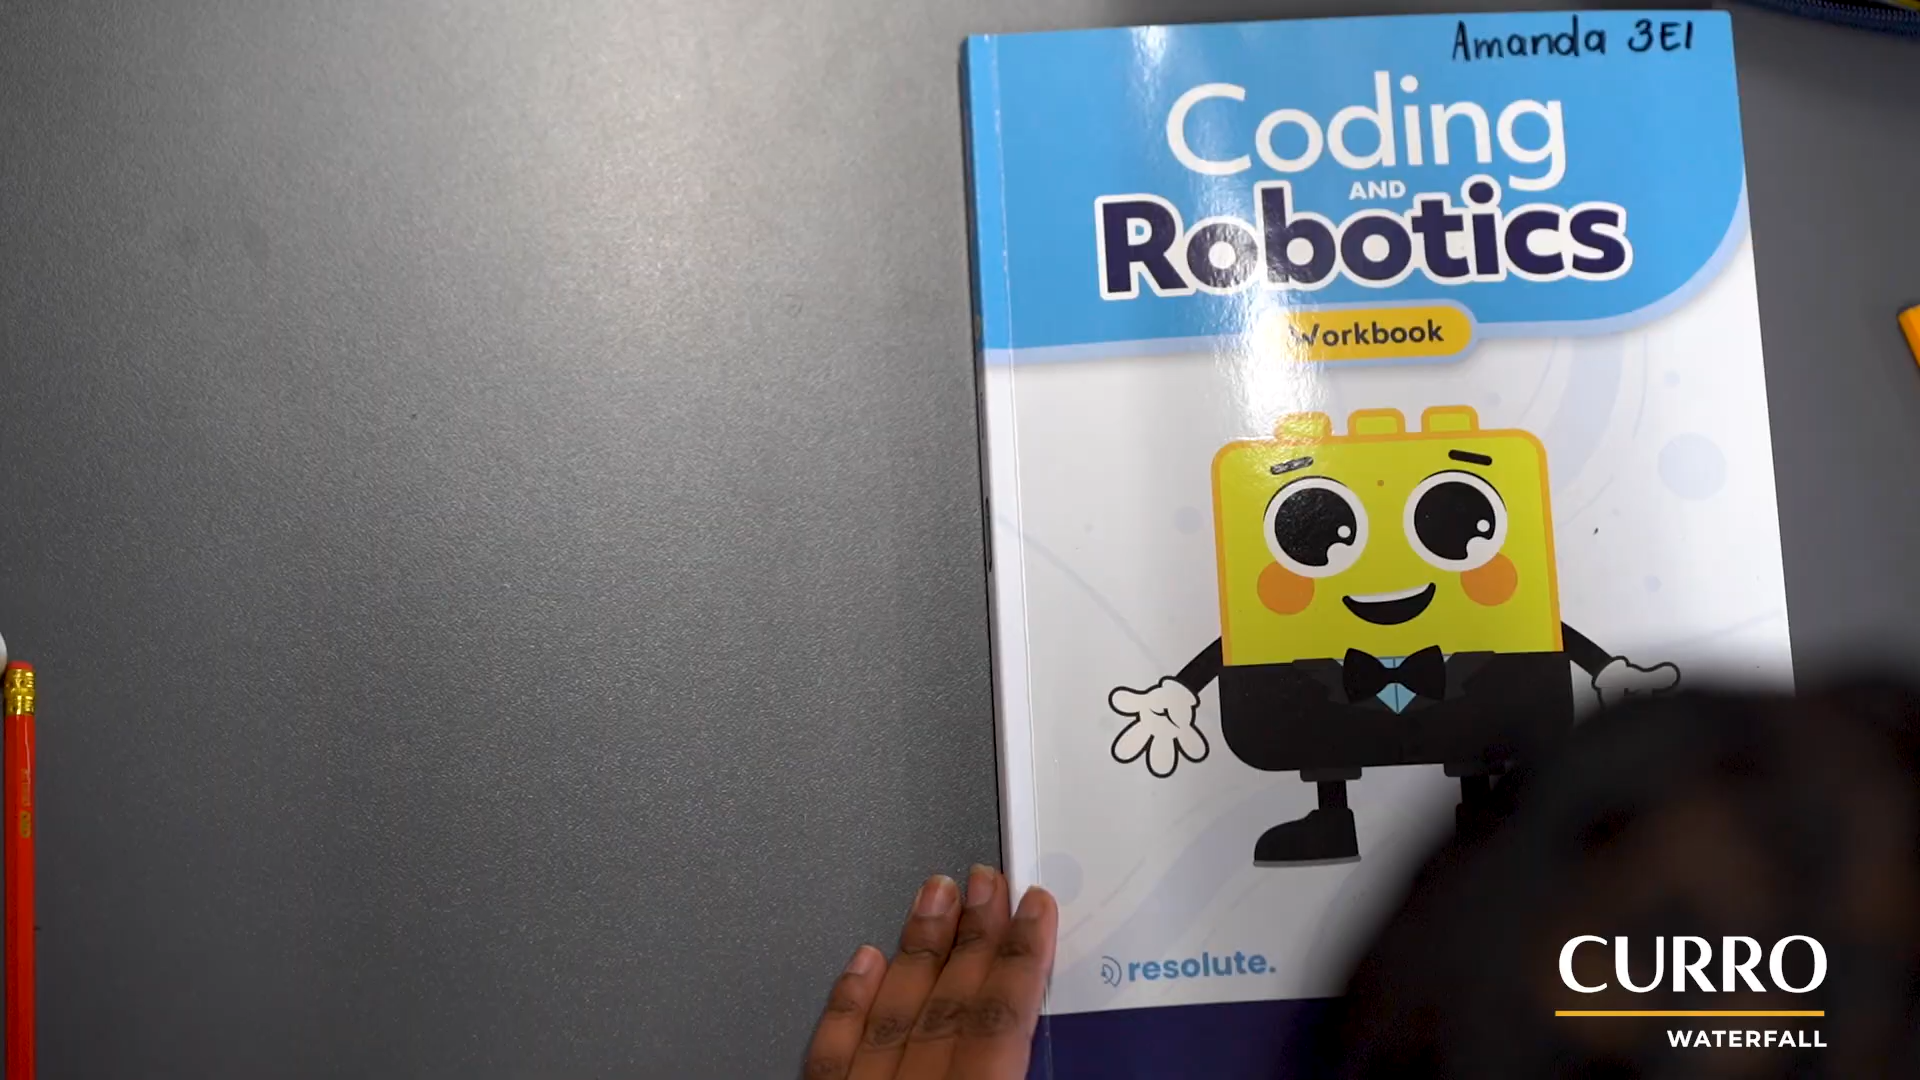 Amanda 3E1
Coding
AND
Robotics
Workbook
resolute.
CURRO
WATERFALL